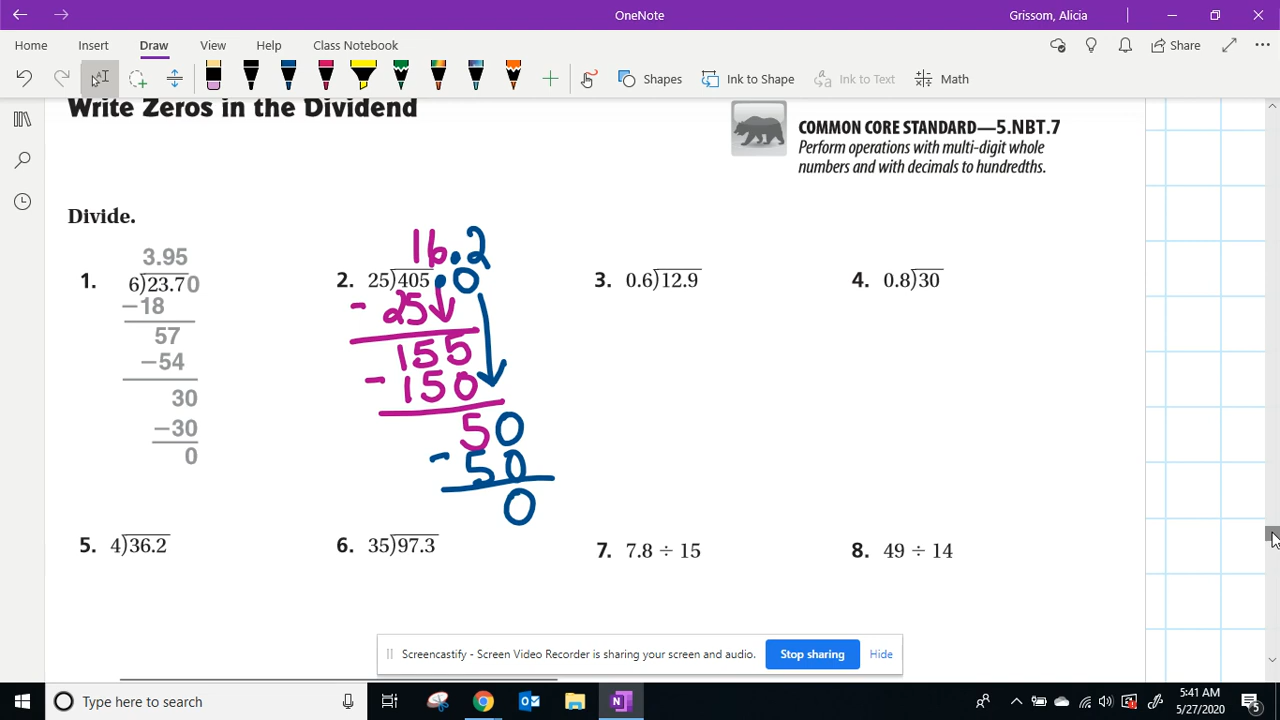 OneNote
Grissom, Alicia
Home Insert Draw View Help Class Notebook
Share
Shapes Ink to Shape Ink to Text Math
Write Zeros in the Dividend
COMMON CORE STANDARD—5.NBT.7
Perform operations with multi-digit whole
numbers and with decimals to hundredths.
Divide.
3.95
1. 6)23.70
−18
57
−54
30
−30
0
16.2
2. 25)405.0
- 25
155
- 150
50
- 50
0
3. 0.6)12.9
4. 0.8)30
5. 4)36.2
6. 35)97.3
7. 7.8 ÷ 15
8. 49 ÷ 14
Screencastify - Screen Video Recorder is sharing your screen and audio. Stop sharing Hide
Type here to search
5:41 AM
5/27/2020
5